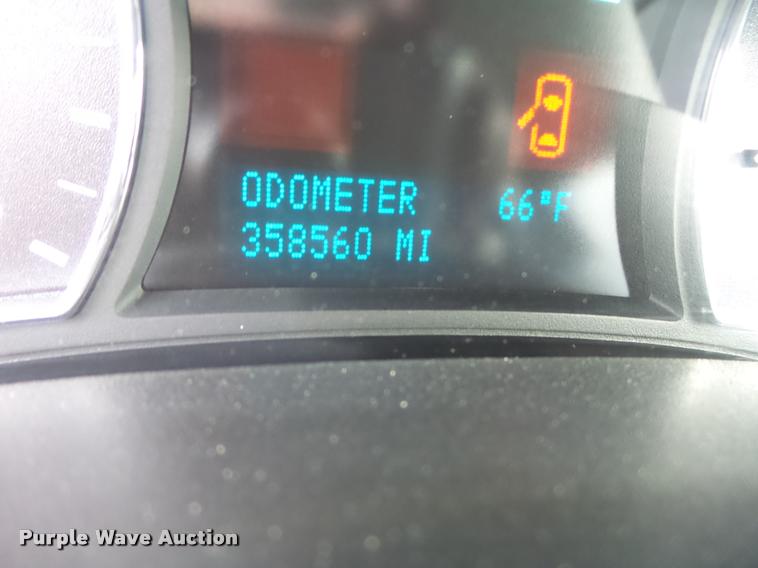 ODOMETER 66°F
358560 MI
Purple Wave Auction